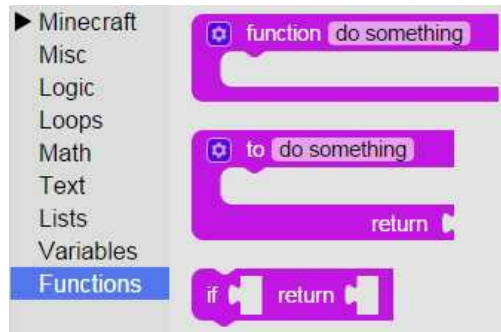 Minecraft
Misc
Logic
Loops
Math
Text
Lists
Variables
Functions
function do something
to do something
return
if return